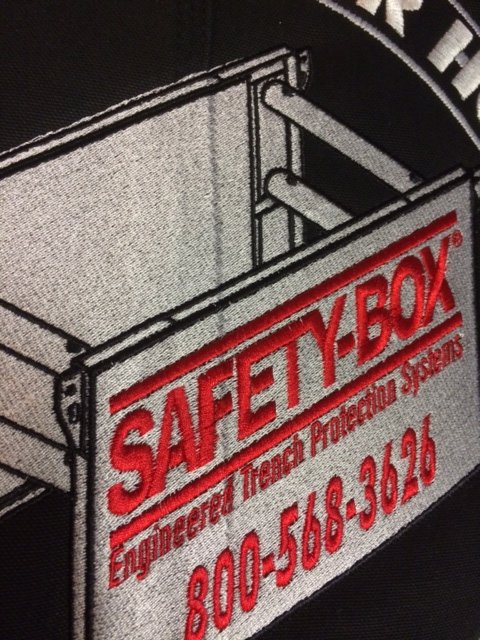 SAFETY-BOX®
Engineered Trench Protection Systems
800-568-3626